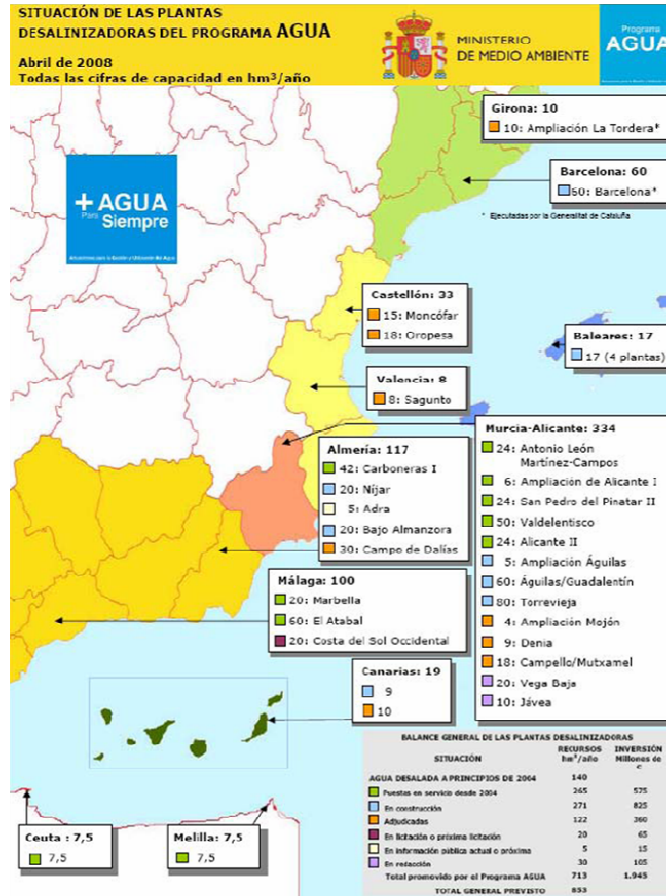 SITUACIÓN DE LAS PLANTAS
DESALINIZADORAS DEL PROGRAMA AGUA
Abril de 2008
Todas las cifras de capacidad en hm³/año
MINISTERIO
DE MEDIO AMBIENTE
Programa
AGUA
+ AGUA
Para
Siempre
Girona: 10
10: Ampliación La Tordera*
Barcelona: 60
60: Barcelona*
* Ejecutadas por la Generalitat de Cataluña
Castellón: 33
15: Moncófar
18: Oropesa
Baleares: 17
17 (4 plantas)
Valencia: 8
8: Sagunto
Murcia-Alicante: 334
24: Antonio León
Martínez-Campos
6: Ampliación de Alicante I
24: San Pedro del Pinatar II
50: Valdelentisco
24: Alicante II
5: Ampliación Águilas
60: Águilas/Guadalentín
80: Torrevieja
4: Ampliación Mojón
9: Denia
18: Campello/Mutxamel
20: Vega Baja
10: Jávea
Almería: 117
42: Carboneras I
20: Níjar
5: Adra
20: Bajo Almanzora
30: Campo de Dalías
Málaga: 100
20: Marbella
60: El Atabal
20: Costa del Sol Occidental
Canarias: 19
9
10
Ceuta : 7,5
7,5
Melilla: 7,5
7,5
BALANCE GENERAL DE LAS PLANTAS DESALINIZADORAS
SITUACIÓN RECURSOS hm³/año INVERSIÓN Millones de €
AGUA DESALADA A PRINCIPIOS DE 2004 140
Puestas en servicio desde 2004 265 575
En construcción 271 825
Adjudicadas 122 360
En licitación o próxima licitación 20 65
En información pública actual o próxima 5 15
En redacción 30 105
Total promovido por el Programa AGUA 713 1.945
TOTAL GENERAL PREVISTO 853